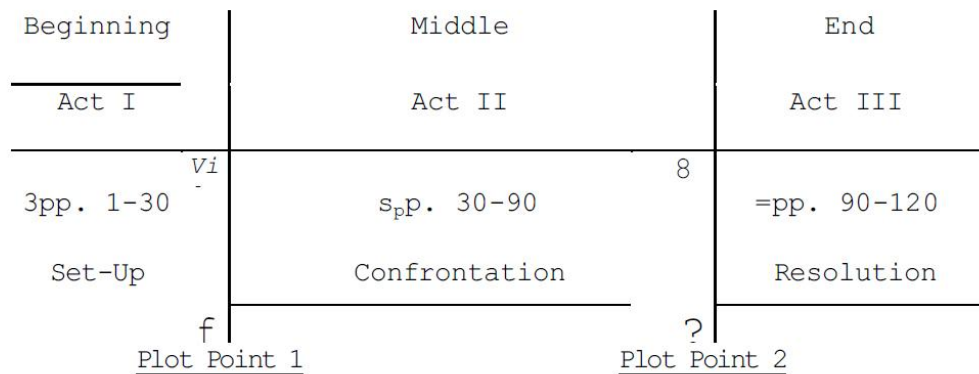 Beginning Middle End
Act I Act II Act III
Vi 8
3pp. 1-30 spp. 30-90 =pp. 90-120
Set-Up Confrontation Resolution
f ?
Plot Point 1 Plot Point 2